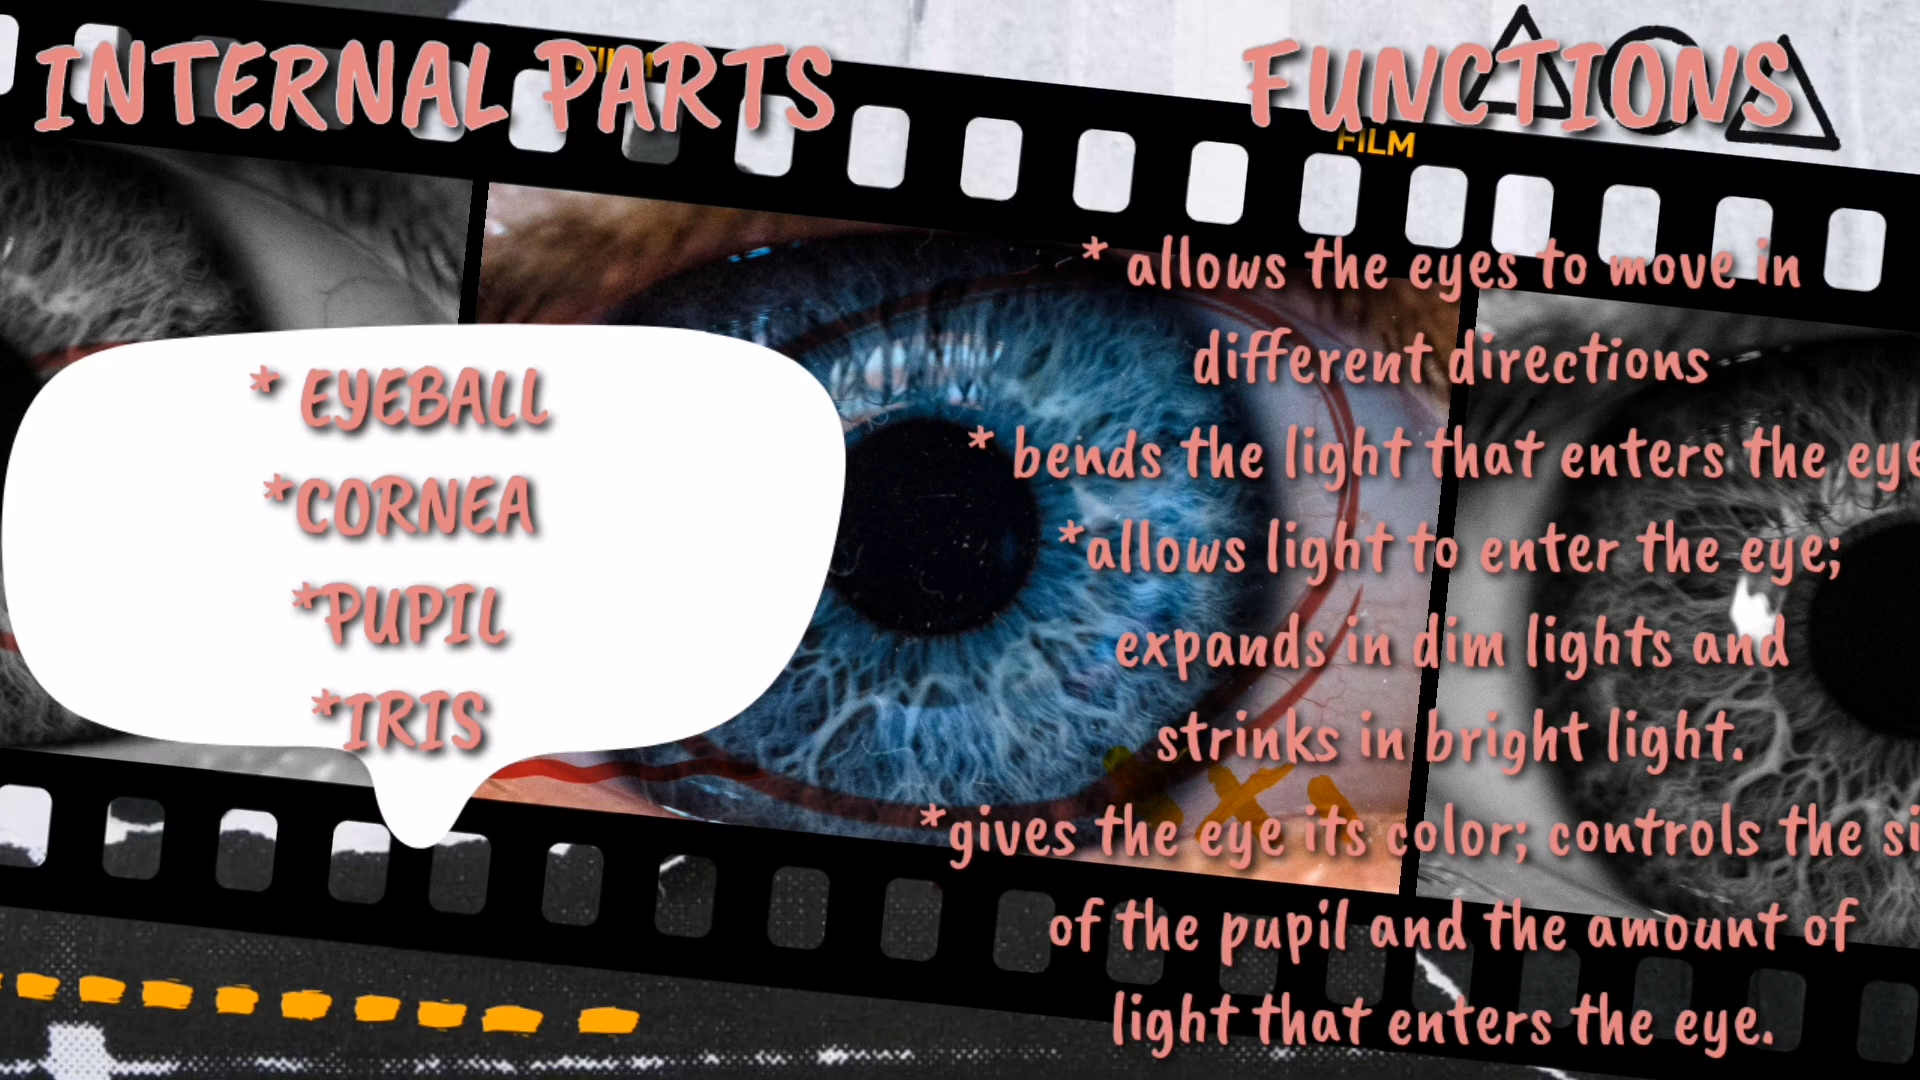 INTERNAL PARTS
FUNCTIONS
FILM
* EYEBALL
*CORNEA
*PUPIL
*IRIS
* allows the eyes to move in
different directions
* bends the light that enters the eye
*allows light to enter the eye;
expands in dim lights and
strinks in bright light.
*gives the eye its color; controls the si
of the pupil and the amount of
light that enters the eye.